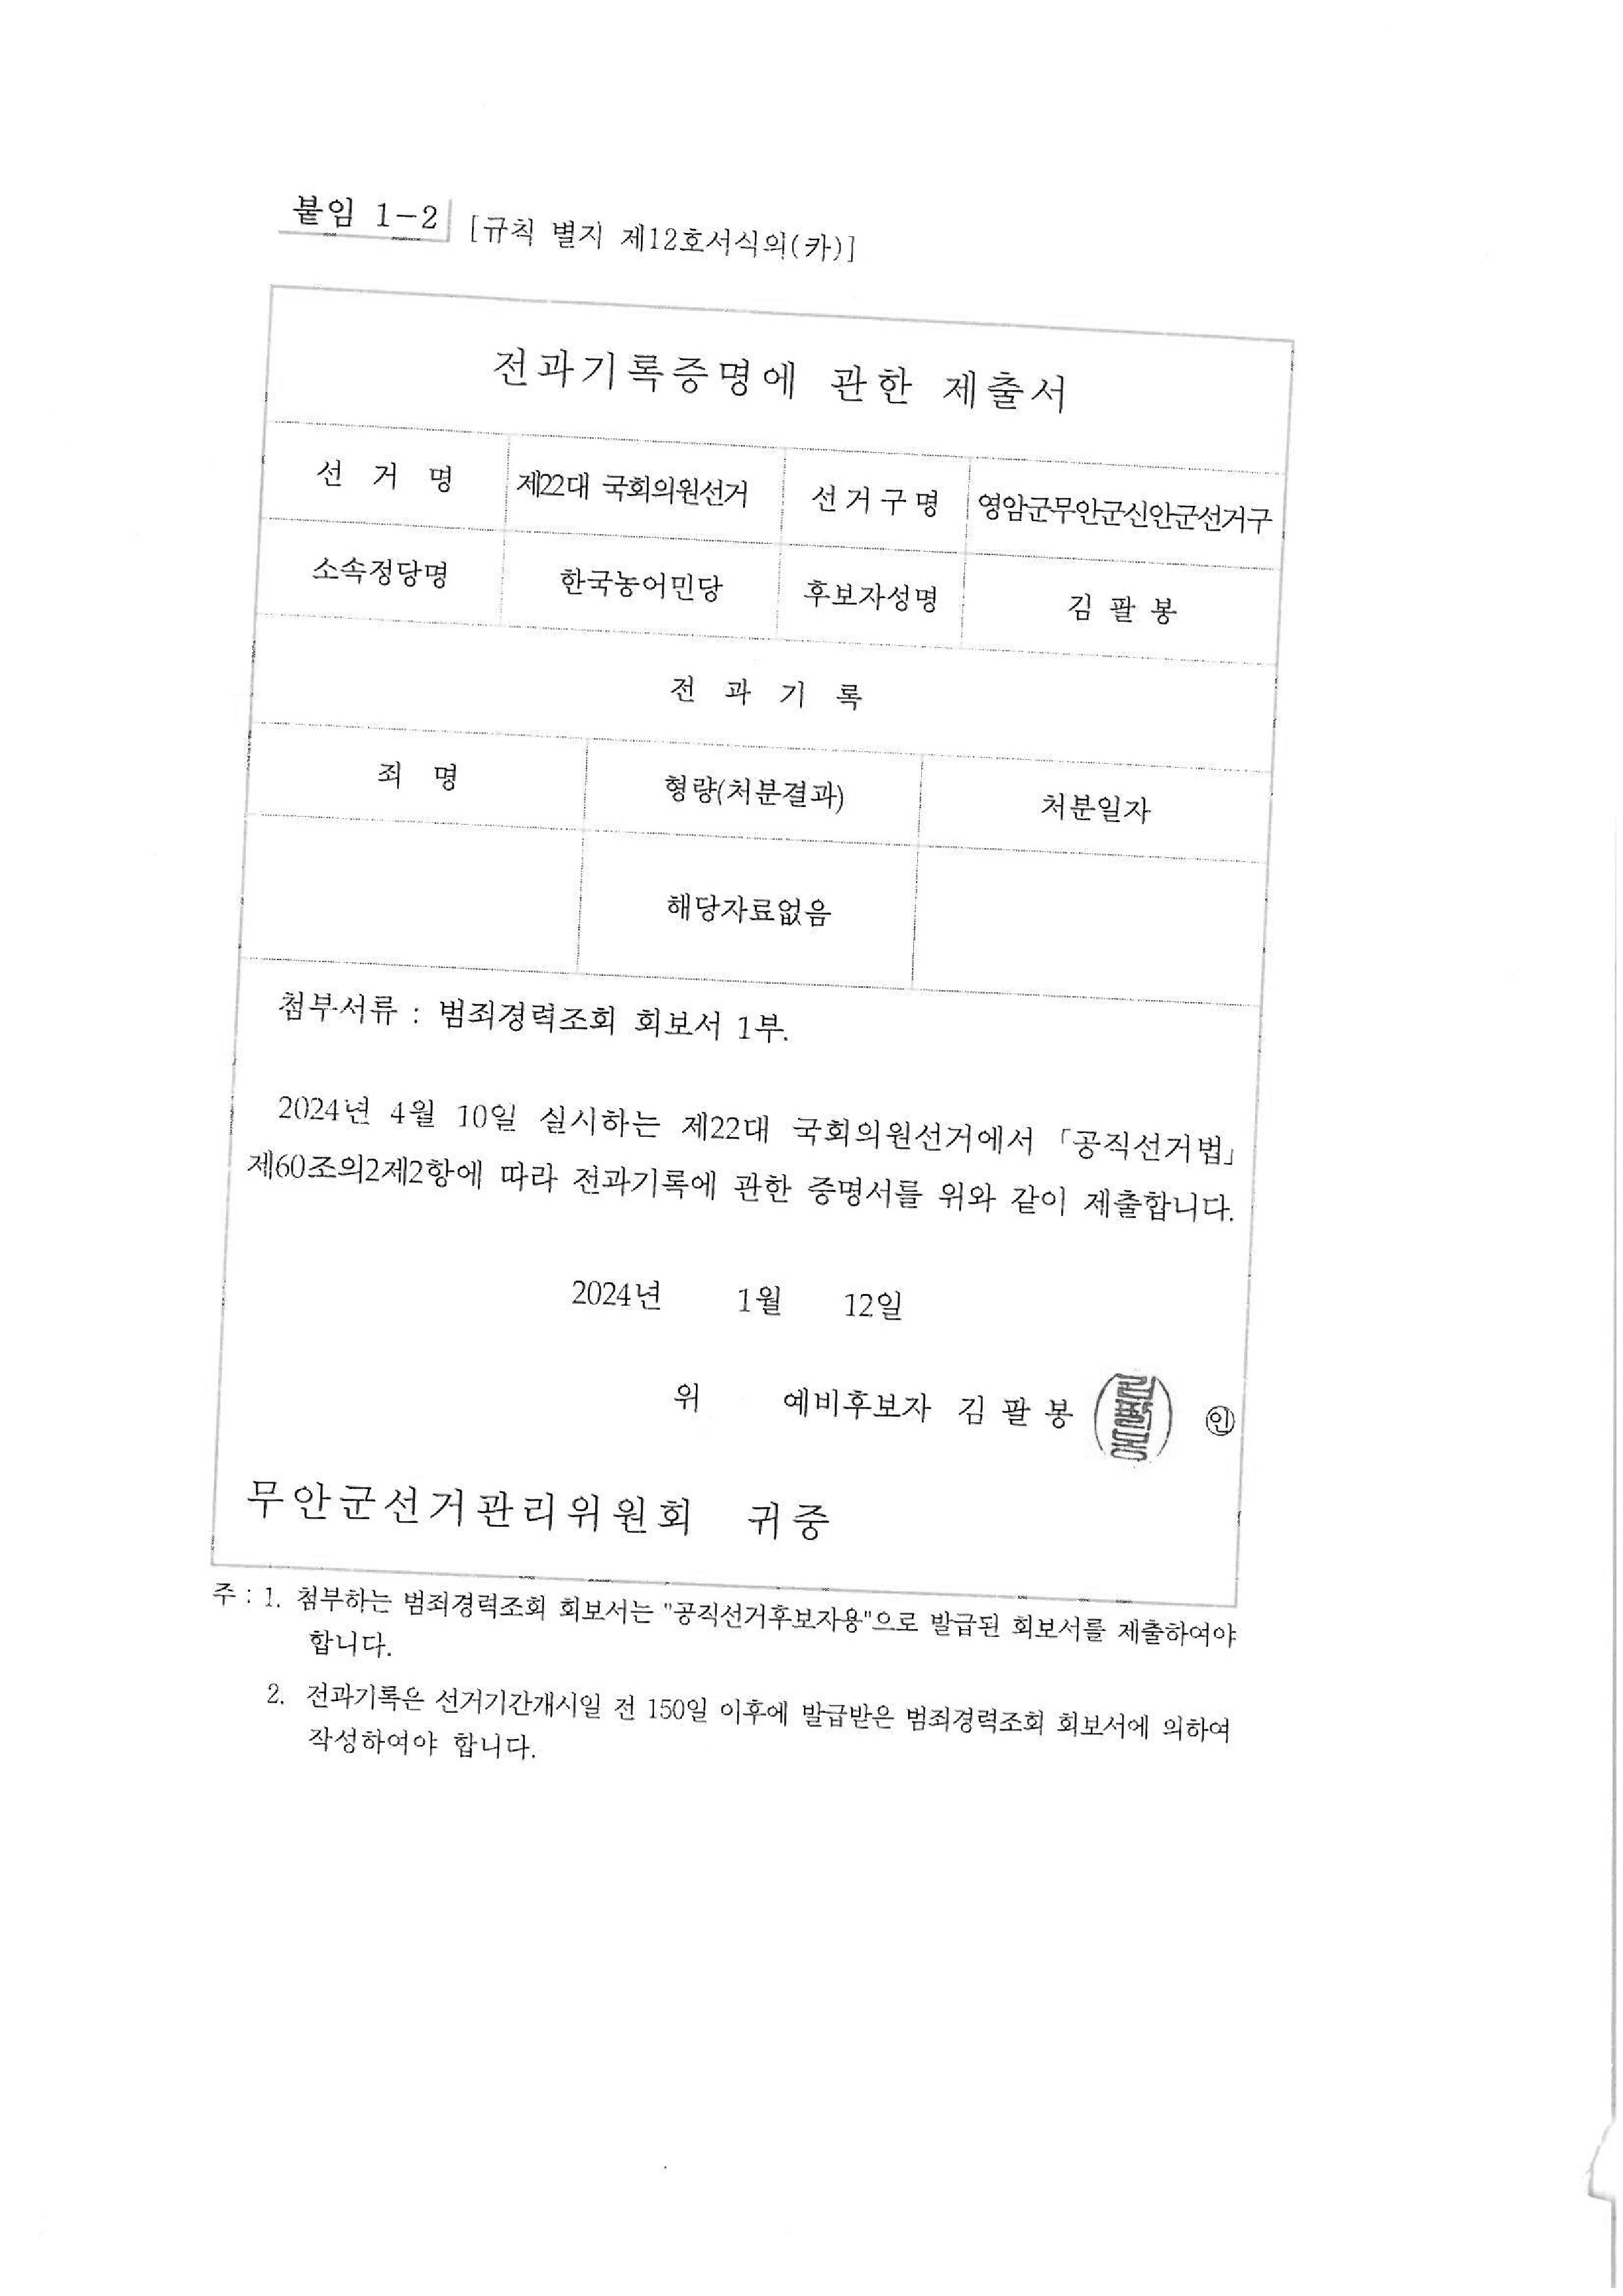 붙임 1-2 [규칙 별지 제12호서식의(카)]
전과기록증명에 관한 제출서
선 거 명 제22대 국회의원선거 선거구명 영암군무안군신안군선거구
소속정당명 한국농어민당 후보자성명 김 팔 봉
전 과 기 록
죄 명 형량(처분결과) 처분일자
해당자료없음
첨부서류 : 범죄경력조회 회보서 1부.
2024년 4월 10일 실시하는 제22대 국회의원선거에서 「공직선거법」
제60조의2제2항에 따라 전과기록에 관한 증명서를 위와 같이 제출합니다.
2024년 1월 12일
위 예비후보자 김 팔 봉 ㊞
무안군선거관리위원회 귀중
주 : 1. 첨부하는 범죄경력조회 회보서는 "공직선거후보자용"으로 발급된 회보서를 제출하여야
합니다.
2. 전과기록은 선거기간개시일 전 150일 이후에 발급받은 범죄경력조회 회보서에 의하여
작성하여야 합니다.